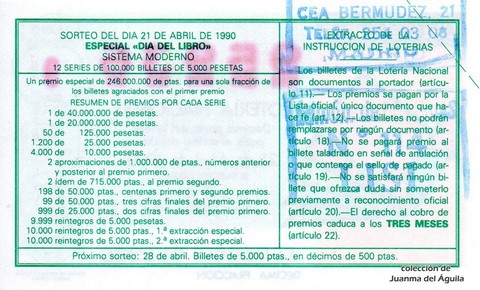 CEA BERMUDEZ, 21
SORTEO DEL DIA 21 DE ABRIL DE 1990
ESPECIAL «DIA DEL LIBRO»
SISTEMA MODERNO
12 SERIES DE 100.000 BILLETES DE 5.000 PESETAS
Un premio especial de 246.000.000 de ptas. para una sola fracción de
los billetes agraciados con el primer premio
RESUMEN DE PREMIOS POR CADA SERIE
1 de 40.000.000 de pesetas.
1 de 20.000.000 de pesetas.
50 de 125.000 pesetas.
1.200 de 25.000 pesetas.
4.000 de 10.000 pesetas.
2 aproximaciones de 1.000.000 de ptas., números anterior
y posterior al primer premio.
2 ídem de 715.000 ptas., al premio segundo.
198 de 50.000 ptas., centenas primero y segundo premios.
99 de 50.000 ptas., tres cifras finales del premio primero.
999 de 25.000 ptas., dos cifras finales del premio primero.
9.999 reintegros de 5.000 pesetas.
10.000 reintegros de 5.000 ptas., 1.ª extracción especial.
10.000 reintegros de 5.000 ptas., 2.ª extracción especial.
EXTRACTO DE LA
INSTRUCCION DE LOTERIAS
Los billetes de la Lotería Nacional
son documentos al portador (artícu-
lo 11).— Los premios se pagan por la
Lista oficial, único documento que ha-
ce fe (art. 12).—Los billetes no podrán
reemplazarse por ningún documento (ar-
tículo 18).—No se pagará premio al
billete taladrado en señal de anulación
o que contenga el sello de pagado (ar-
tículo 19).—No se satisfará ningún bi-
llete que ofrezca dudas sin someterlo
previamente a reconocimiento oficial
(artículo 20).—El derecho al cobro de
premios caduca a los TRES MESES
(artículo 22).
Próximo sorteo: 28 de abril. Billetes de 5.000 ptas., en décimos de 500 ptas.
colección de
Juanma del Águila